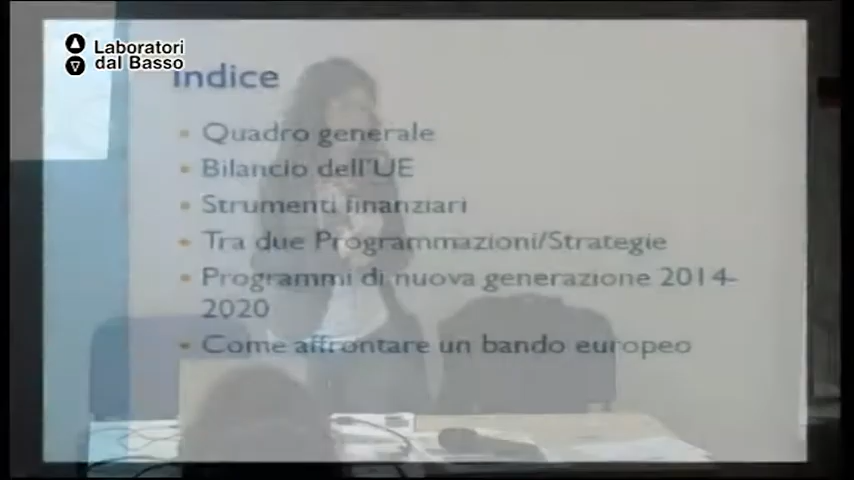 Laboratori
dal Basso
Indice
Quadro generale
Bilancio dell'UE
Strumenti finanziari
Tra due Programmazioni/Strategie
Programmi di nuova generazione 2014-
2020
Come affrontare un bando europeo